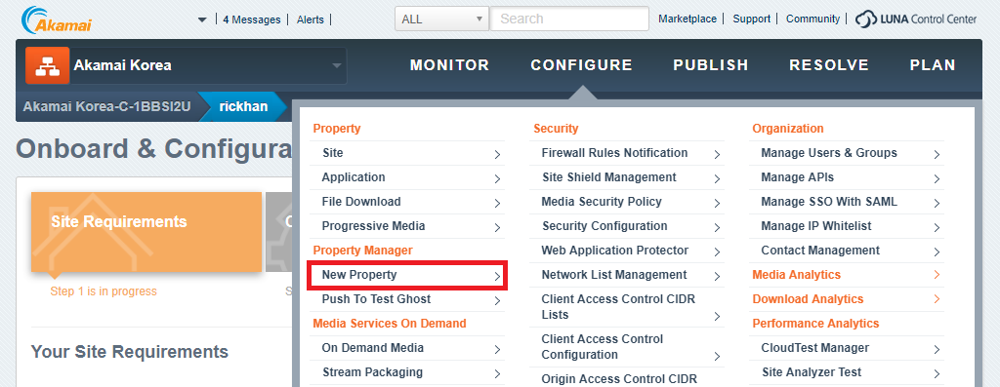 Akamai
4 Messages
Alerts
ALL
Search
Marketplace
Support
Community
LUNA Control Center
Akamai Korea
MONITOR
CONFIGURE
PUBLISH
RESOLVE
PLAN
Akamai Korea-C-1BBSI2U
rickhan
Onboard & Configura
Site Requirements
Step 1 is in progress
Your Site Requirements
Property
Site
Application
File Download
Progressive Media
Property Manager
New Property
Push To Test Ghost
Media Services On Demand
On Demand Media
Stream Packaging
Security
Firewall Rules Notification
Site Shield Management
Media Security Policy
Security Configuration
Web Application Protector
Network List Management
Client Access Control CIDR
Lists
Client Access Control
Configuration
Origin Access Control CIDR
Organization
Manage Users & Groups
Manage APIs
Manage SSO With SAML
Manage IP Whitelist
Contact Management
Media Analytics
Download Analytics
Performance Analytics
CloudTest Manager
Site Analyzer Test